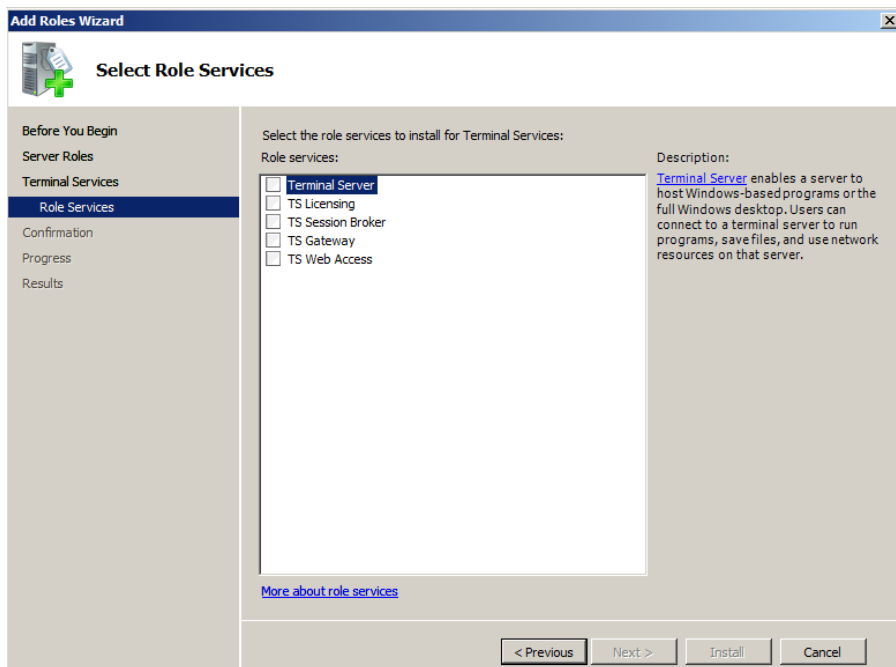 Add Roles Wizard
Select Role Services
Before You Begin
Server Roles
Terminal Services
Role Services
Confirmation
Progress
Results
Select the role services to install for Terminal Services:
Role services:
Terminal Server
TS Licensing
TS Session Broker
TS Gateway
TS Web Access
More about role services
Description:
Terminal Server enables a server to
host Windows-based programs or the
full Windows desktop. Users can
connect to a terminal server to run
programs, save files, and use network
resources on that server.
< Previous
Next >
Install
Cancel